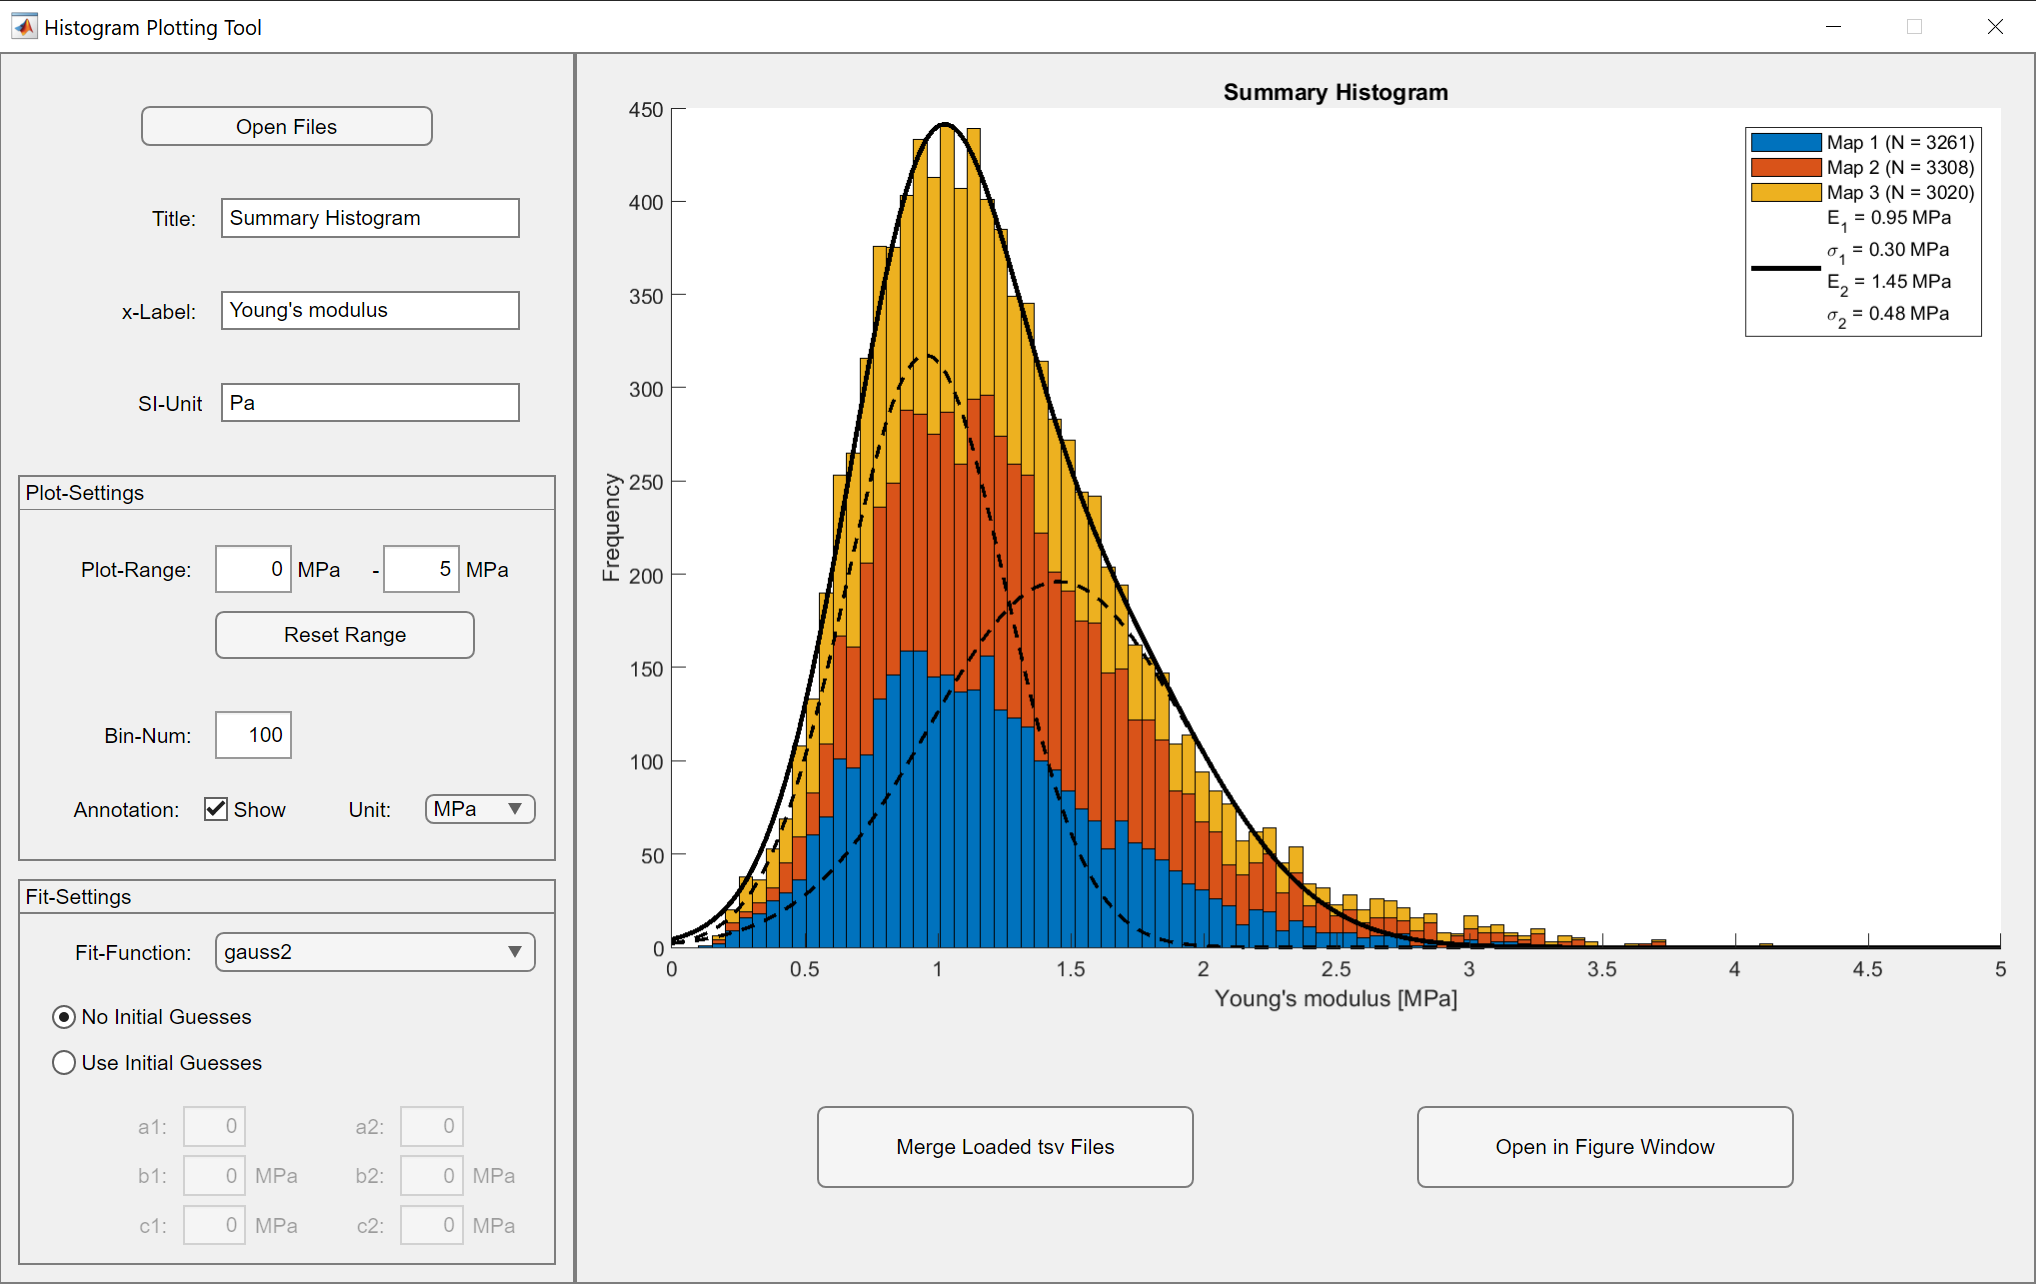 Histogram Plotting Tool
Open Files
Title: Summary Histogram
x-Label: Young's modulus
SI-Unit Pa
Plot-Settings
Plot-Range: 0 MPa - 5 MPa
Reset Range
Bin-Num: 100
Annotation: Show Unit: MPa
Fit-Settings
Fit-Function: gauss2
No Initial Guesses
Use Initial Guesses
a1: 0 a2: 0
b1: 0 MPa b2: 0 MPa
c1: 0 MPa c2: 0 MPa
Summary Histogram
450
400
350
300
250
200
150
100
50
0
Frequency
0 0.5 1 1.5 2 2.5 3 3.5 4 4.5 5
Young's modulus [MPa]
Map 1 (N = 3261)
Map 2 (N = 3308)
Map 3 (N = 3020)
E1 = 0.95 MPa
σ1 = 0.30 MPa
E2 = 1.45 MPa
σ2 = 0.48 MPa
Merge Loaded tsv Files
Open in Figure Window